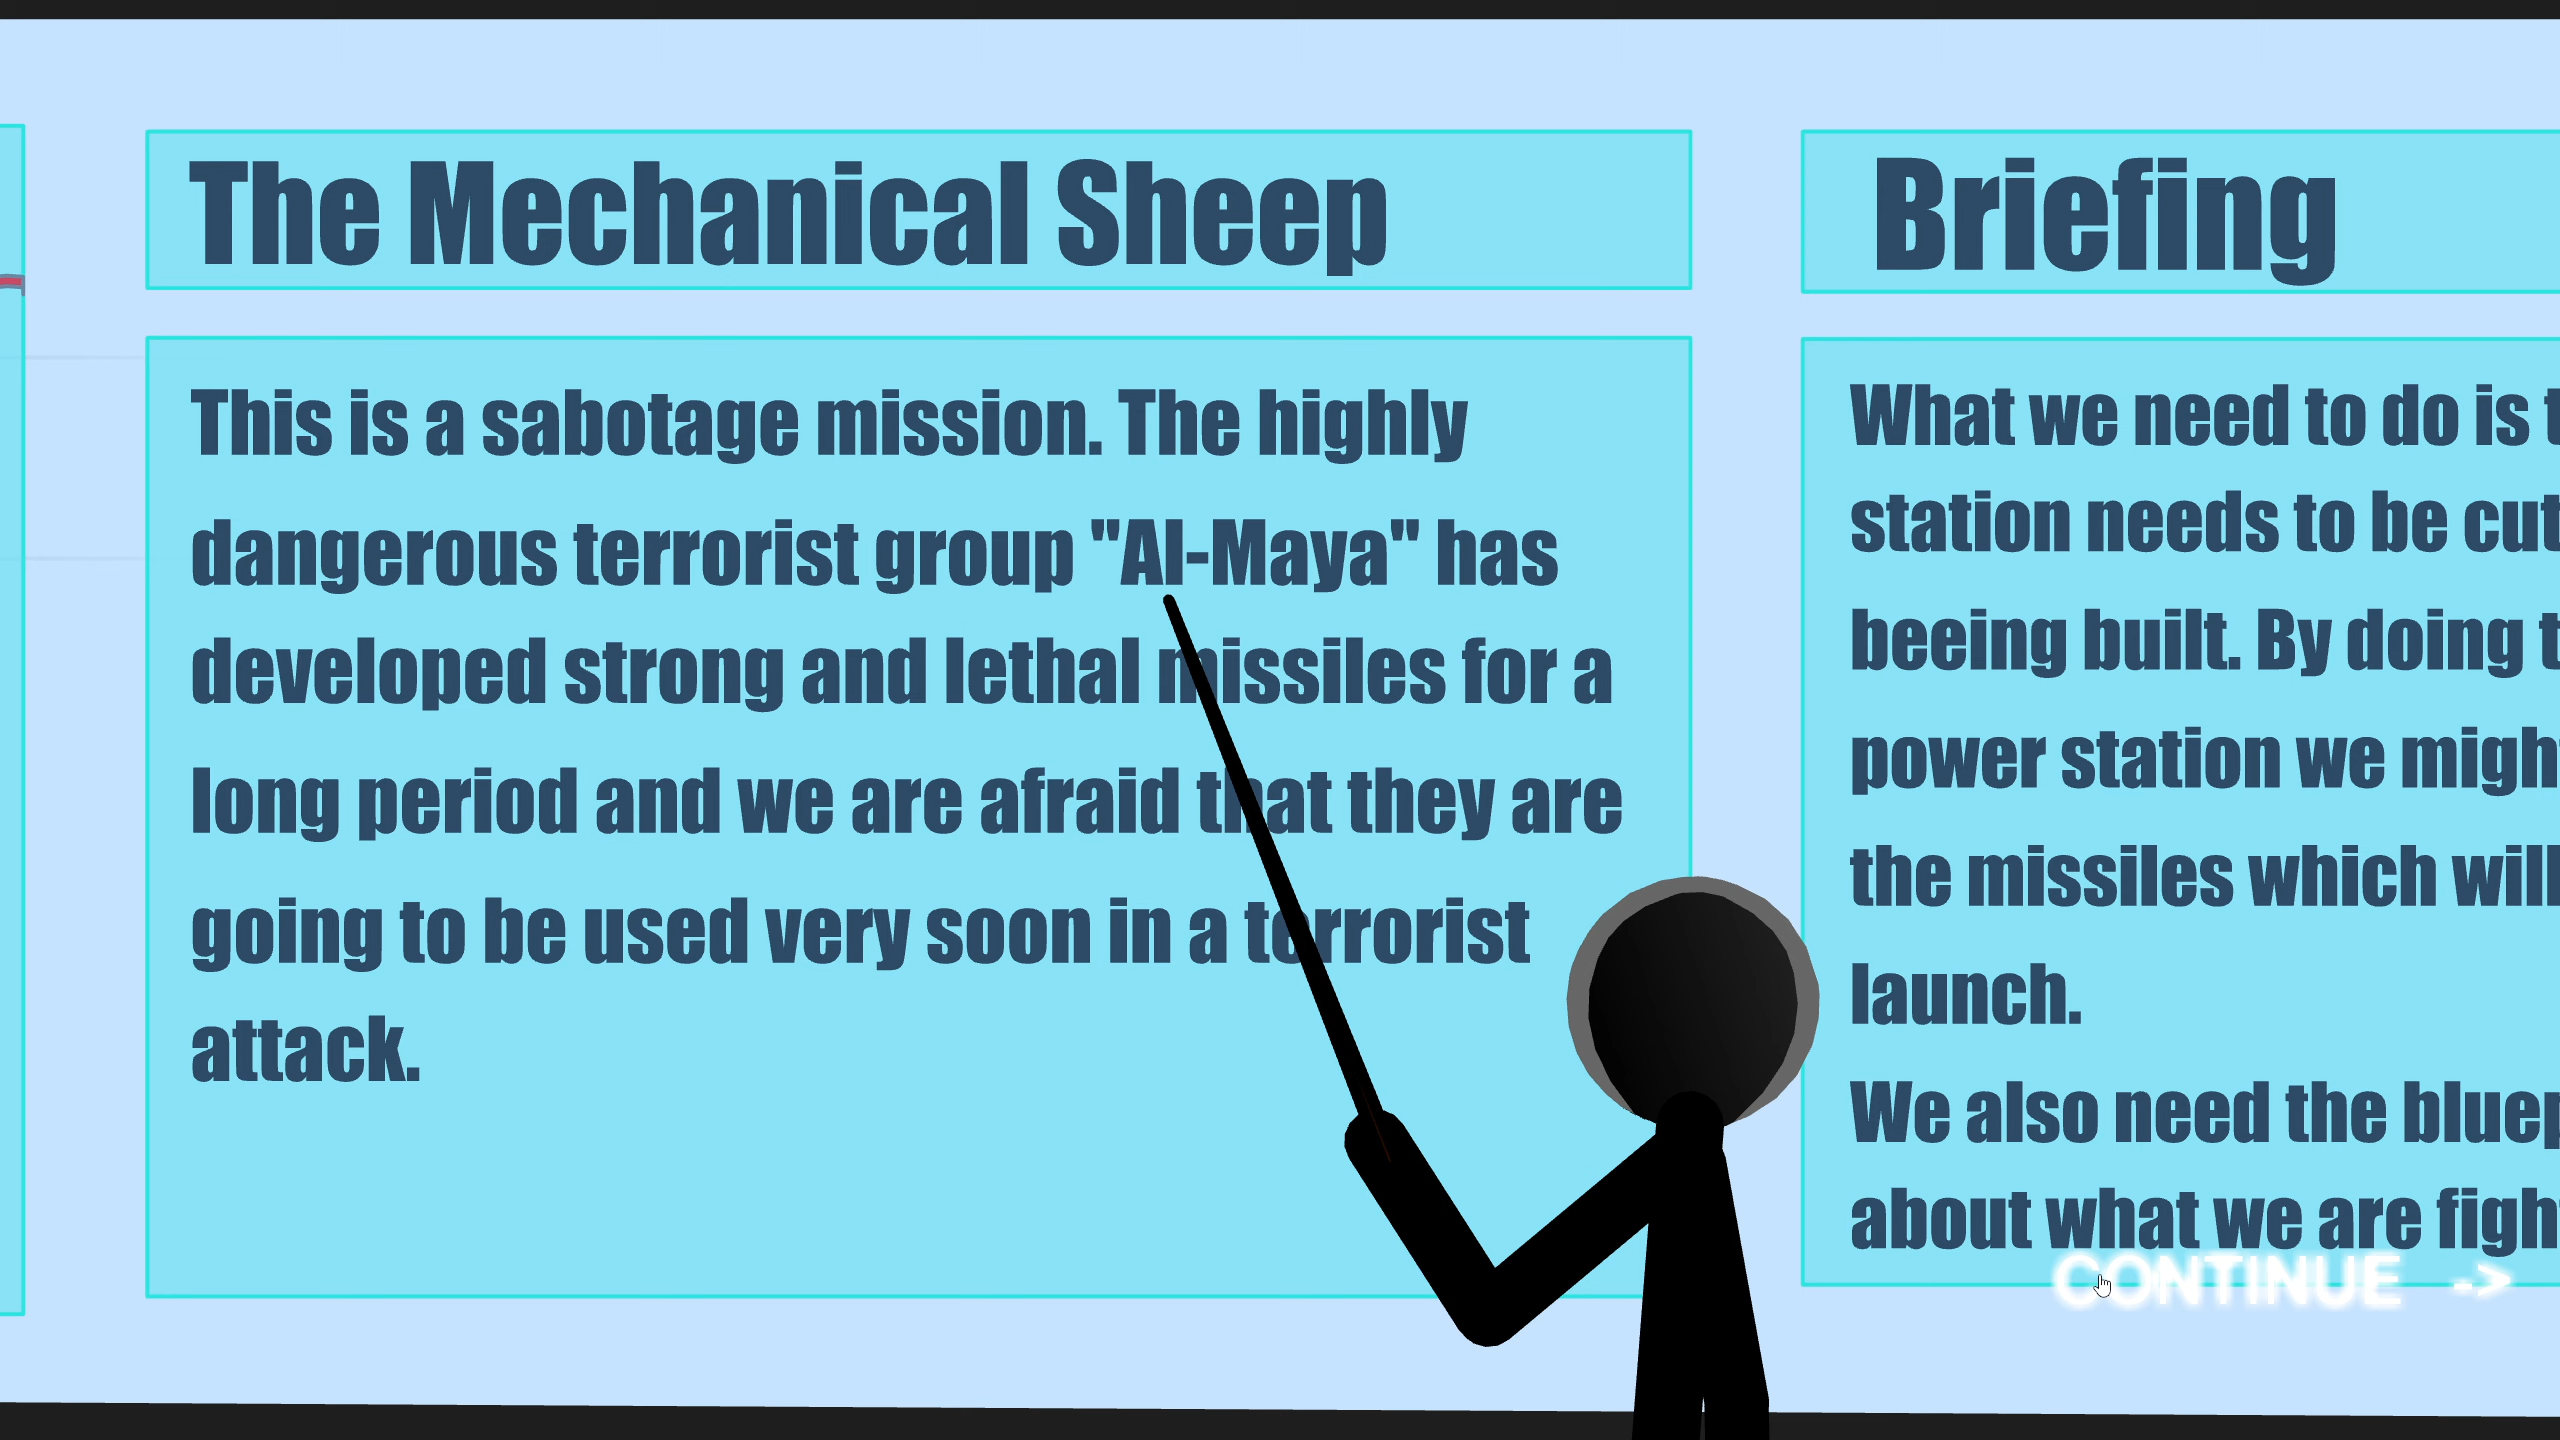 The Mechanical Sheep
This is a sabotage mission. The highly
dangerous terrorist group "Al-Maya" has
developed strong and lethal missiles for a
long period and we are afraid that they are
going to be used very soon in a terrorist
attack.
Briefing
What we need to do is
station needs to be cut
beeing built. By doing
power station we might
the missiles which will
launch.
We also need the
about what we are
CONTINUE ->